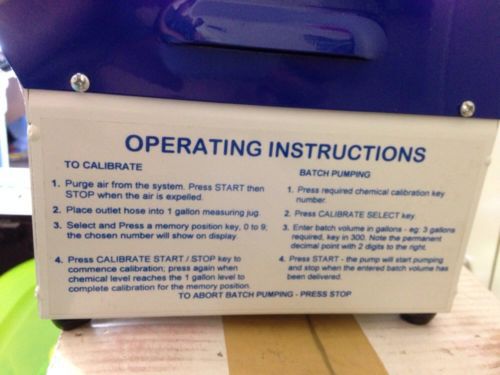 OPERATING INSTRUCTIONS
TO CALIBRATE
1. Purge air from the system. Press START then
STOP when the air is expelled.
2. Place outlet hose into 1 gallon measuring jug.
3. Select and Press a memory position key, 0 to 9;
the chosen number will show on display
4. Press CALIBRATE START / STOP key to
commence calibration; press again when
chemical level reaches the 1 gallon level to
complete calibration for the memory position.
BATCH PUMPING
1. Press required chemical calibration key
number.
2. Press CALIBRATE SELECT key.
3. Enter batch volume in gallons - eg: 3 gallons
required, key in 300. Note the permanent
decimal point with 2 digits to the right.
4. Press START - the pump will start pumping
and stop when the entered batch volume has
been delivered.
TO ABORT BATCH PUMPING - PRESS STOP